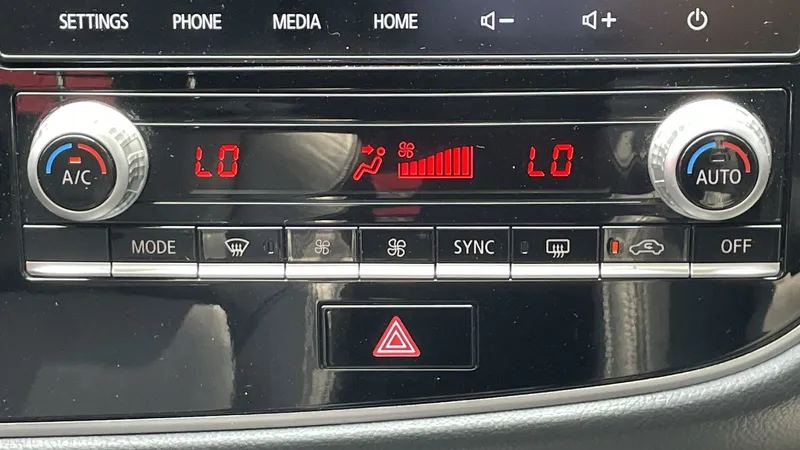 SETTINGS PHONE MEDIA HOME
A/C LO LO AUTO
MODE SYNC OFF